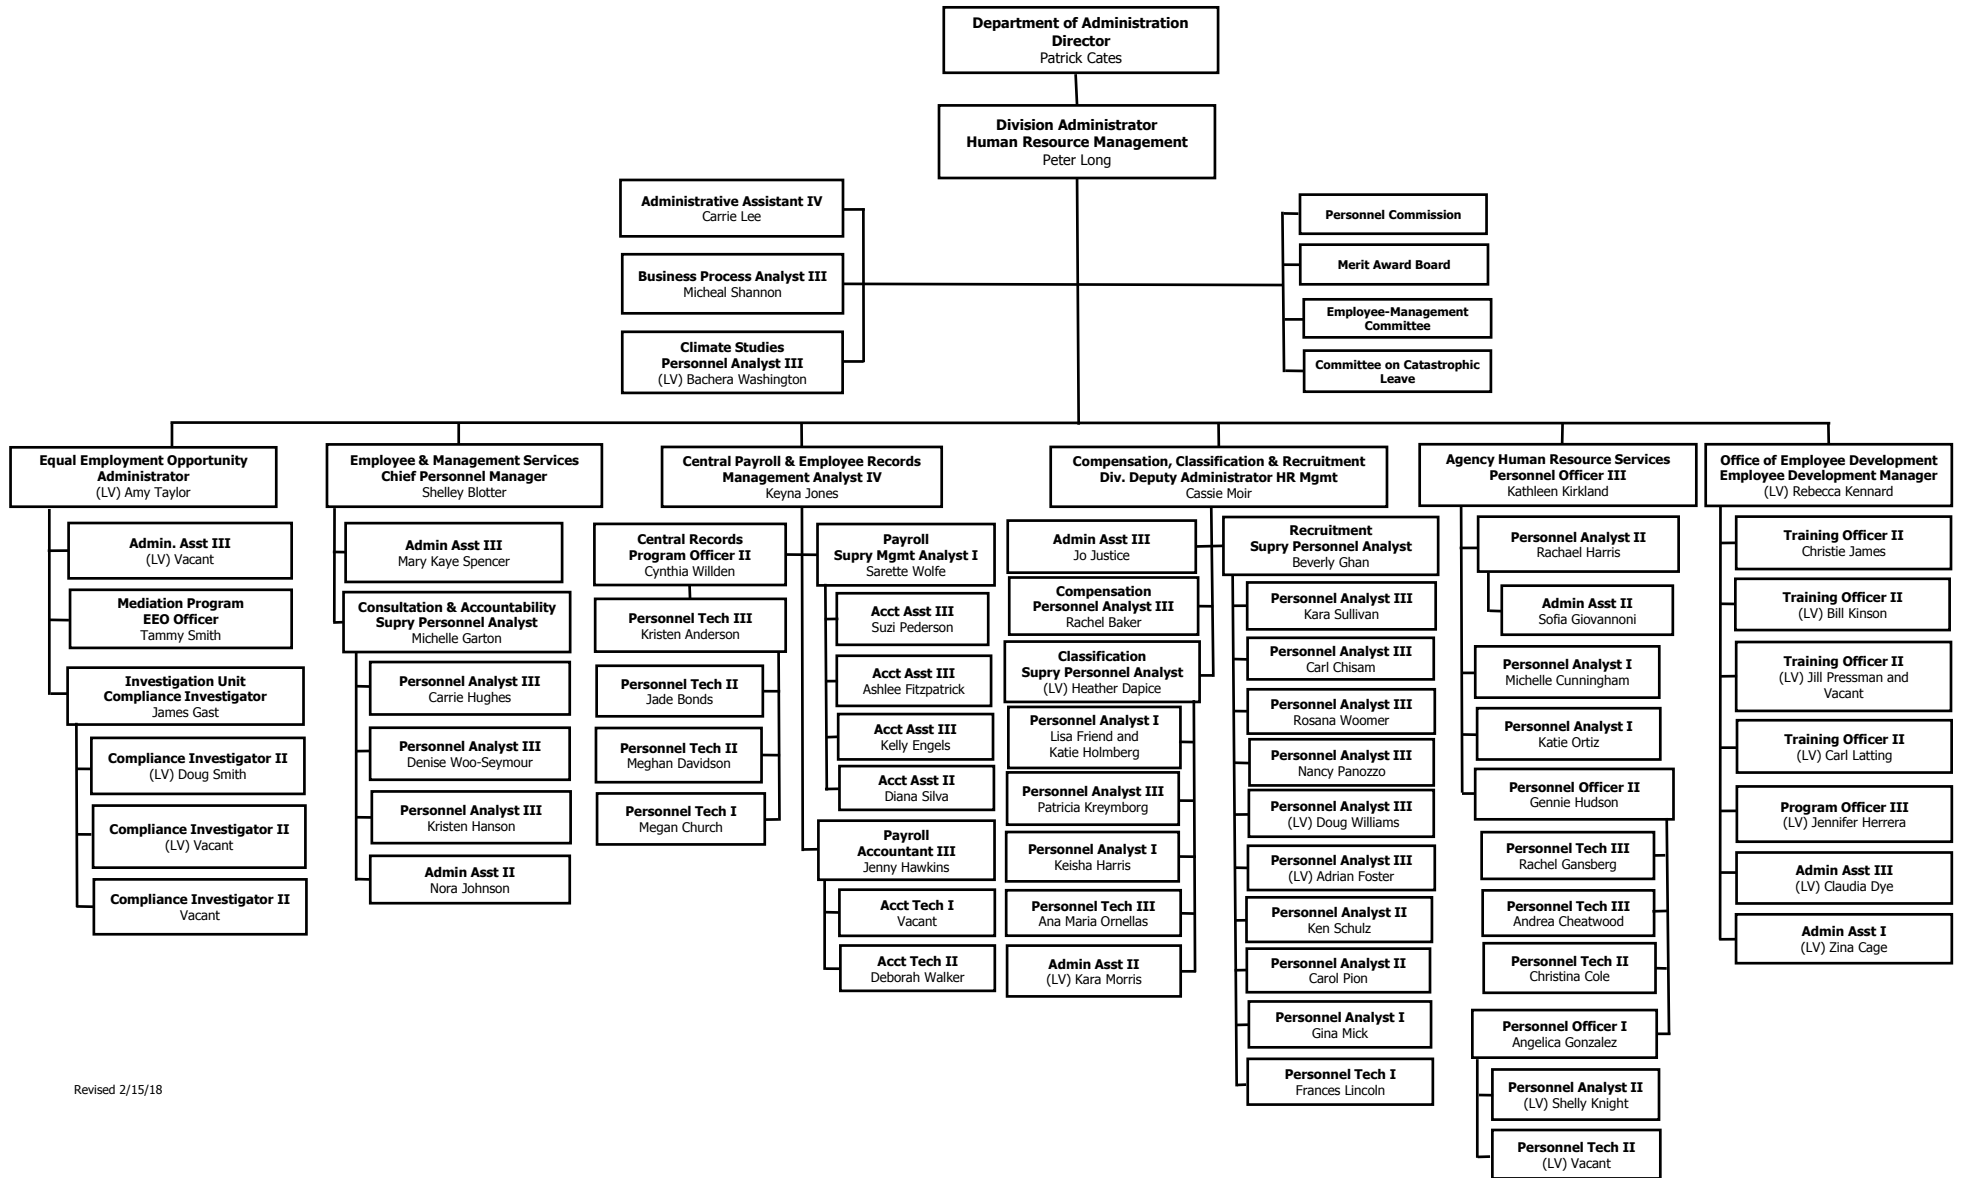 Department of Administration
Director
Patrick Cates
Division Administrator
Human Resource Management
Peter Long
Administrative Assistant IV
Carrie Lee
Business Process Analyst III
Micheal Shannon
Climate Studies
Personnel Analyst III
(LV) Bachera Washington
Personnel Commission
Merit Award Board
Employee-Management
Committee
Committee on Catastrophic
Leave
Equal Employment Opportunity
Administrator
(LV) Amy Taylor
Admin. Asst III
(LV) Vacant
Mediation Program
EEO Officer
Tammy Smith
Investigation Unit
Compliance Investigator
James Gast
Compliance Investigator II
(LV) Doug Smith
Compliance Investigator II
(LV) Vacant
Compliance Investigator II
Vacant
Employee & Management Services
Chief Personnel Manager
Shelley Blotter
Admin Asst III
Mary Kaye Spencer
Consultation & Accountability
Supry Personnel Analyst
Michelle Garton
Personnel Analyst III
Carrie Hughes
Personnel Analyst III
Denise Woo-Seymour
Personnel Analyst III
Kristen Hanson
Admin Asst II
Nora Johnson
Central Payroll & Employee Records
Management Analyst IV
Keyna Jones
Central Records
Program Officer II
Cynthia Willden
Personnel Tech III
Kristen Anderson
Personnel Tech II
Jade Bonds
Personnel Tech II
Meghan Davidson
Personnel Tech I
Megan Church
Payroll
Supry Mgmt Analyst I
Sarette Wolfe
Acct Asst III
Suzi Pederson
Acct Asst III
Ashlee Fitzpatrick
Acct Asst III
Kelly Engels
Acct Asst II
Diana Silva
Payroll
Accountant III
Jenny Hawkins
Acct Tech I
Vacant
Acct Tech II
Deborah Walker
Compensation, Classification & Recruitment
Div. Deputy Administrator HR Mgmt
Cassie Moir
Admin Asst III
Jo Justice
Compensation
Personnel Analyst III
Rachel Baker
Classification
Supry Personnel Analyst
(LV) Heather Dapice
Personnel Analyst I
Lisa Friend and
Katie Holmberg
Personnel Analyst III
Patricia Kreymborg
Personnel Analyst I
Keisha Harris
Personnel Tech III
Ana Maria Ornellas
Admin Asst II
(LV) Kara Morris
Recruitment
Supry Personnel Analyst
Beverly Ghan
Personnel Analyst III
Kara Sullivan
Personnel Analyst III
Carl Chisam
Personnel Analyst III
Rosana Woomer
Personnel Analyst III
Nancy Panozzo
Personnel Analyst III
(LV) Doug Williams
Personnel Analyst III
(LV) Adrian Foster
Personnel Analyst II
Ken Schulz
Personnel Analyst II
Carol Pion
Personnel Analyst I
Gina Mick
Personnel Tech I
Frances Lincoln
Agency Human Resource Services
Personnel Officer III
Kathleen Kirkland
Personnel Analyst II
Rachael Harris
Admin Asst II
Sofia Giovannoni
Personnel Analyst I
Michelle Cunningham
Personnel Analyst I
Katie Ortiz
Personnel Officer II
Gennie Hudson
Personnel Tech III
Rachel Gansberg
Personnel Tech III
Andrea Cheatwood
Personnel Tech II
Christina Cole
Personnel Officer I
Angelica Gonzalez
Personnel Analyst II
(LV) Shelly Knight
Personnel Tech II
(LV) Vacant
Office of Employee Development
Employee Development Manager
(LV) Rebecca Kennard
Training Officer II
Christie James
Training Officer II
(LV) Bill Kinson
Training Officer II
(LV) Jill Pressman and
Vacant
Training Officer II
(LV) Carl Latting
Program Officer III
(LV) Jennifer Herrera
Admin Asst III
(LV) Claudia Dye
Admin Asst I
(LV) Zina Cage
Revised 2/15/18